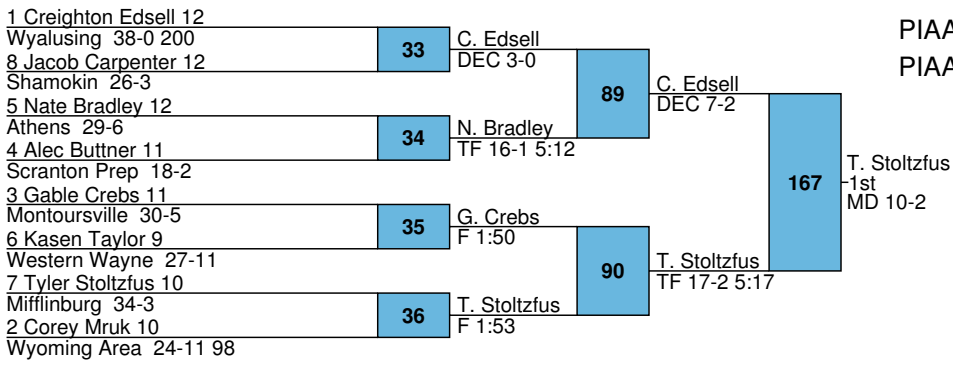 1 Creighton Edsell 12
Wyalusing 38-0 200
8 Jacob Carpenter 12
Shamokin 26-3
5 Nate Bradley 12
Athens 29-6
4 Alec Buttner 11
Scranton Prep 18-2
3 Gable Crebs 11
Montoursville 30-5
6 Kasen Taylor 9
Western Wayne 27-11
7 Tyler Stoltzfus 10
Mifflinburg 34-3
2 Corey Mruk 10
Wyoming Area 24-11 98
33
34
35
36
C. Edsell
DEC 3-0
N. Bradley
TF 16-1 5:12
G. Crebs
F 1:50
T. Stoltzfus
F 1:53
89
90
C. Edsell
DEC 7-2
T. Stoltzfus
TF 17-2 5:17
167
T. Stoltzfus
1st
MD 10-2
PIAA
PIAA